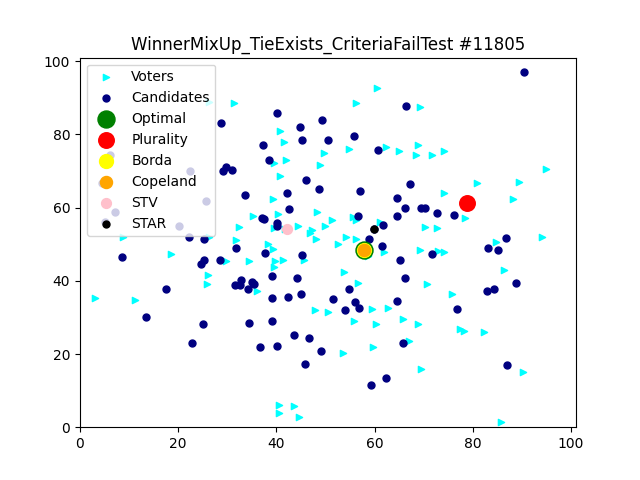 WinnerMixUp_TieExists_CriteriaFailTest #11805
Voters
Candidates
Optimal
Plurality
Borda
Copeland
STV
STAR
100
80
60
40
20
0
0 20 40 60 80 100